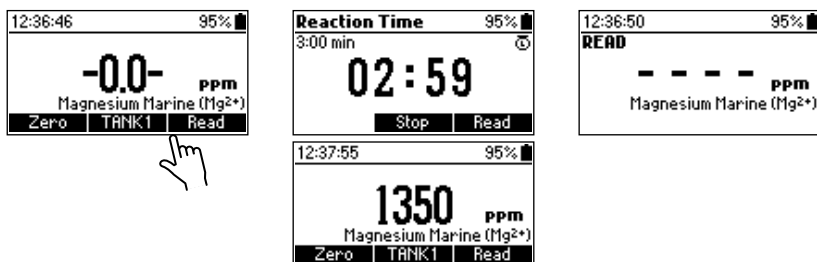 12:36:46 95%
-0.0- PPM
Magnesium Marine (Mg²⁺)
Zero TANK1 Read
Reaction Time 95%
3:00 min
02:59
Stop Read
12:36:50 95%
READ
- - - - PPM
Magnesium Marine (Mg²⁺)
12:37:55 95%
1350 PPM
Magnesium Marine (Mg²⁺)
Zero TANK1 Read